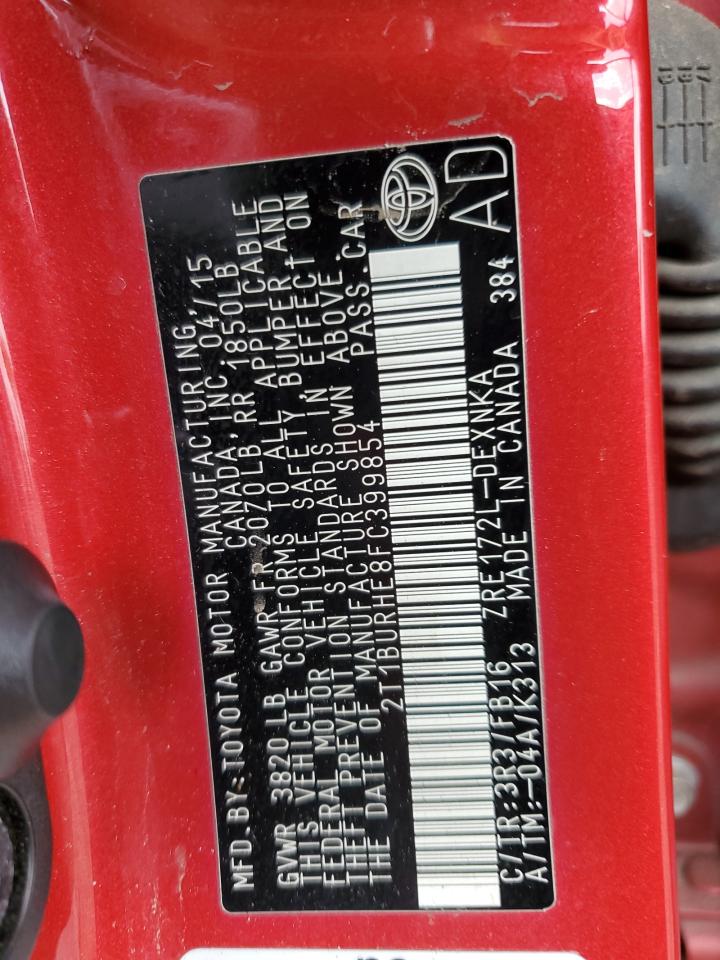 MFD.BY:TOYOTA MOTOR MANUFACTURING,
CANADA, INC 04/15
GVWR 3820 LB GAWR FR 2070LB, RR 1850LB
THIS VEHICLE CONFORMS TO ALL APPLICABLE
FEDERAL MOTOR VEHICLE SAFETY, BUMPER, AND
THEFT PREVENTION STANDARDS IN EFFECT ON
THE DATE OF MANUFACTURE SHOWN ABOVE.
2T1BURHE8FC399854 PASS.CAR
C/TR:3R3/FB16 ZRE172L-DEXNKA 384
A/TM:-04A/K313 MADE IN CANADA
AD